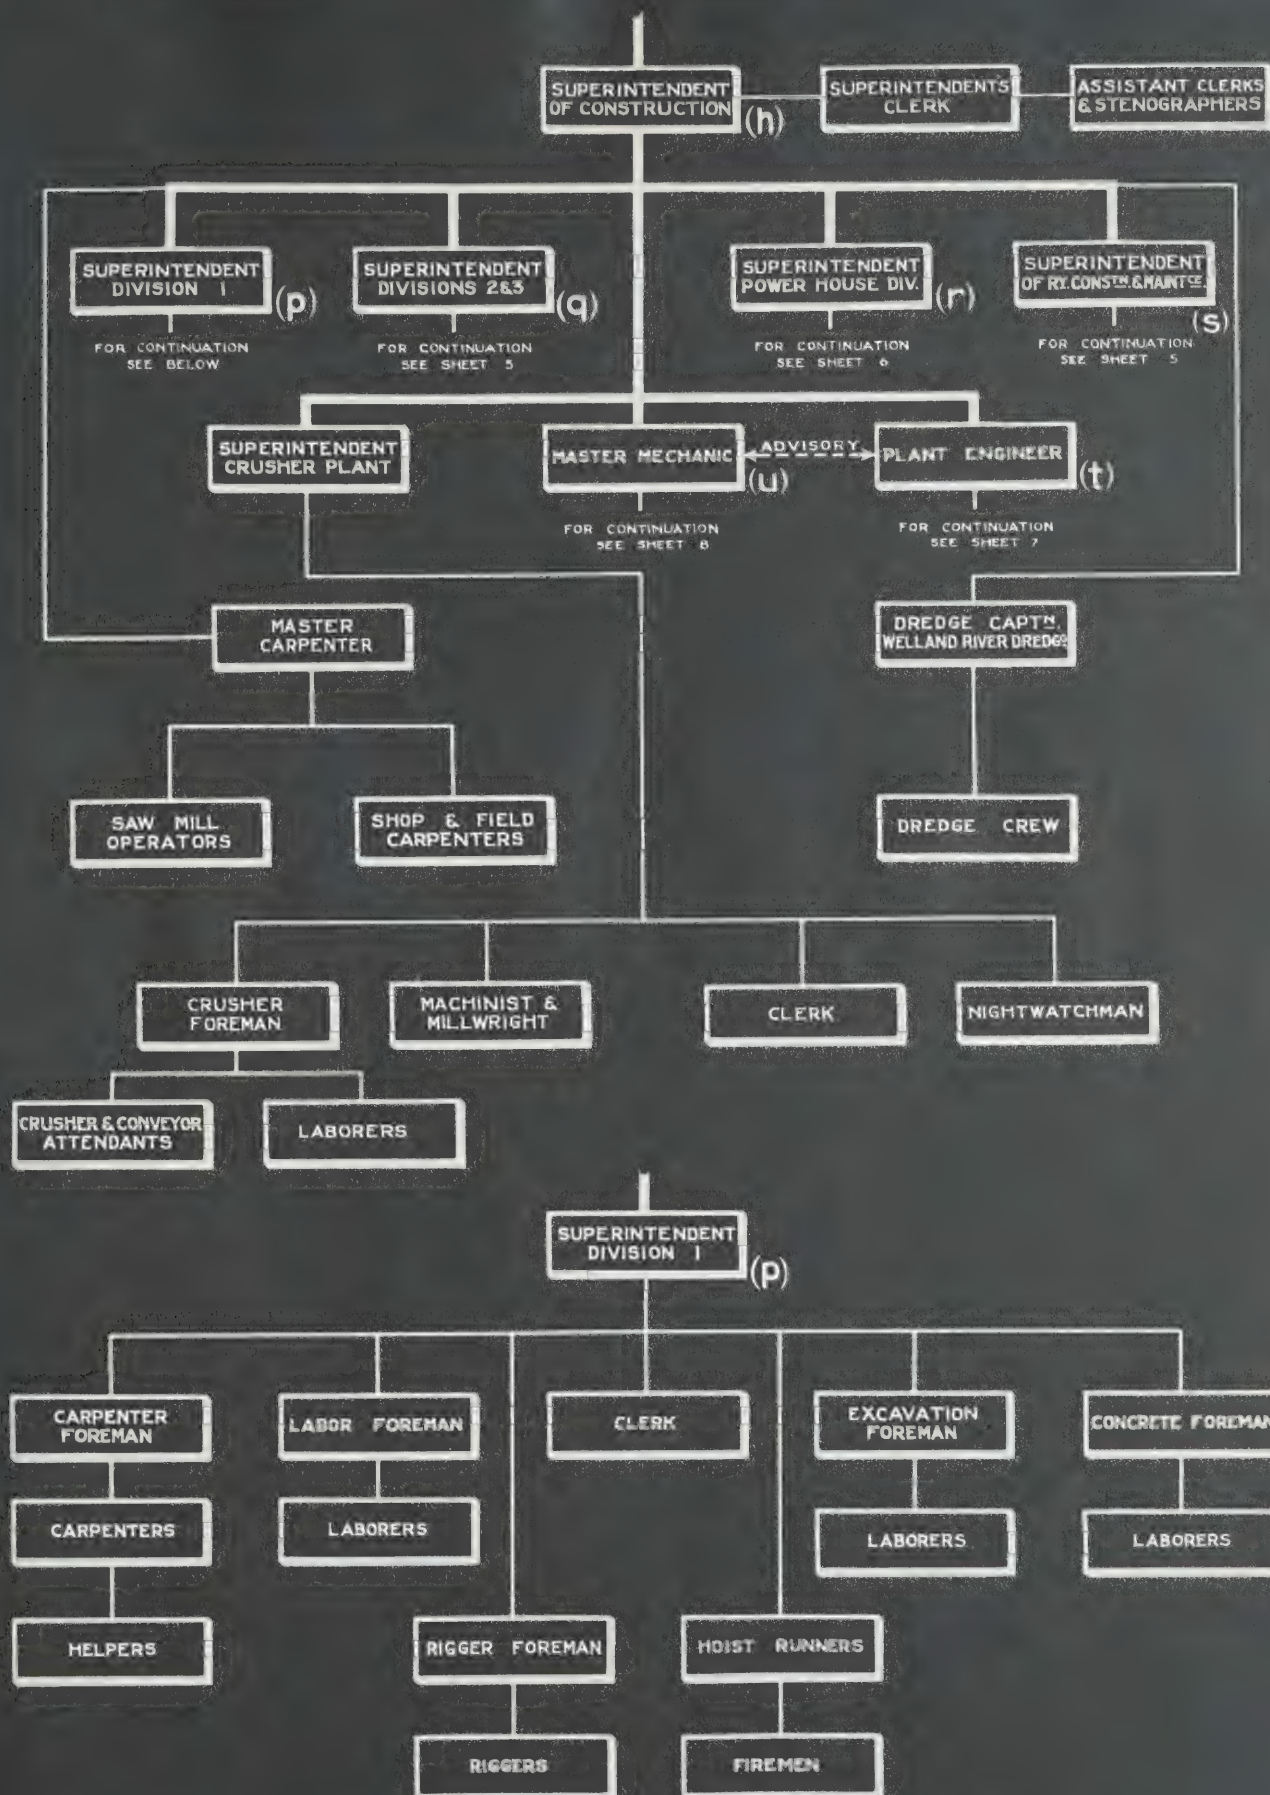 SUPERINTENDENT
OF CONSTRUCTION
(h)
SUPERINTENDENT'S
CLERK
ASSISTANT CLERKS
& STENOGRAPHERS
SUPERINTENDENT
DIVISION 1
(p)
FOR CONTINUATION
SEE BELOW
SUPERINTENDENT
DIVISIONS 2&3
(q)
FOR CONTINUATION
SEE SHEET 5
SUPERINTENDENT
POWER HOUSE DIV.
(r)
FOR CONTINUATION
SEE SHEET 6
SUPERINTENDENT
OF RY. CONSTN. & MAINTCE.
(s)
FOR CONTINUATION
SEE SHEET 5
SUPERINTENDENT
CRUSHER PLANT
MASTER MECHANIC
(u)
ADVISORY
PLANT ENGINEER
(t)
FOR CONTINUATION
SEE SHEET 8
FOR CONTINUATION
SEE SHEET 7
MASTER
CARPENTER
DREDGE CAPTN.
WELLAND RIVER DREDGG
SAW MILL
OPERATORS
SHOP & FIELD
CARPENTERS
DREDGE CREW
CRUSHER
FOREMAN
MACHINIST &
MILLWRIGHT
CLERK
NIGHTWATCHMAN
CRUSHER & CONVEYOR
ATTENDANTS
LABORERS
SUPERINTENDENT
DIVISION 1
(p)
CARPENTER
FOREMAN
LABOR FOREMAN
CLERK
EXCAVATION
FOREMAN
CONCRETE FOREMAN
CARPENTERS
LABORERS
LABORERS
LABORERS
HELPERS
RIGGER FOREMAN
HOIST RUNNERS
RIGGERS
FIREMEN